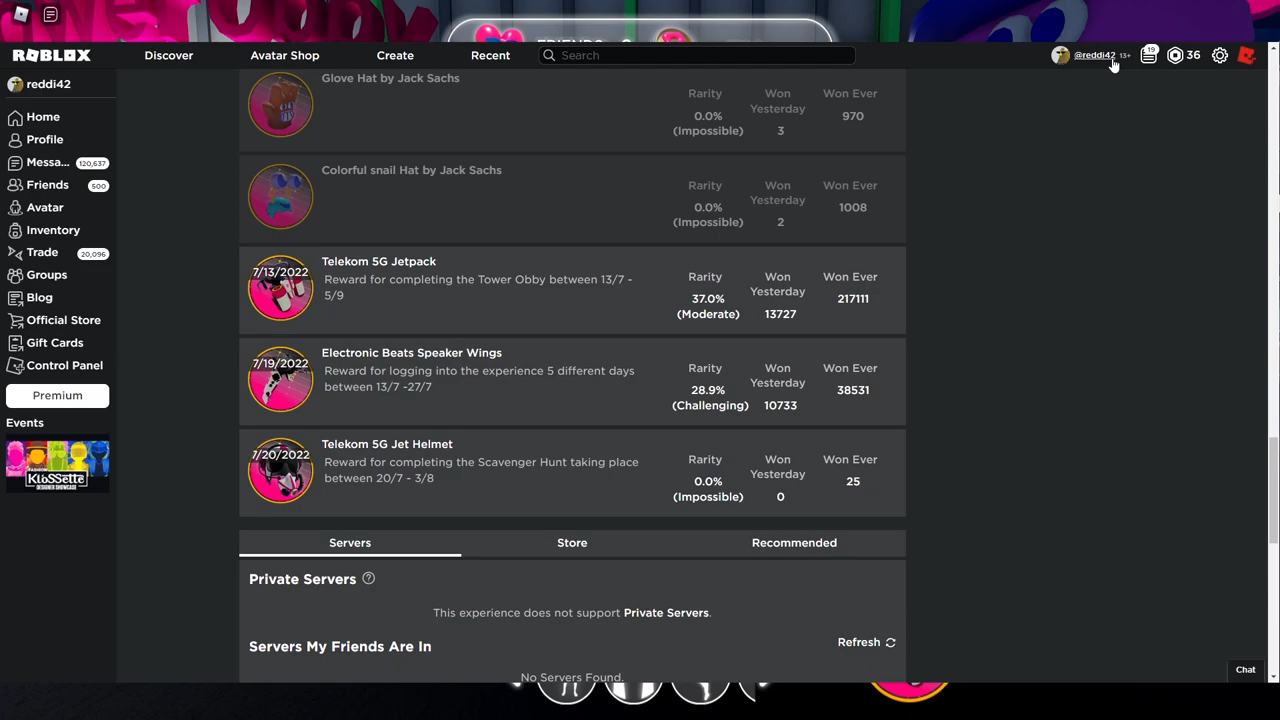 ROBLOX
Discover
Avatar Shop
Create
Recent
Search
@reddi42
13+
19
36
reddi42
Home
Profile
Messa...
120,637
Friends
500
Avatar
Inventory
Trade
20,096
Groups
Blog
Official Store
Gift Cards
Control Panel
Premium
Events
FASHION
KLOSSETTE
DESIGNER SHOWCASE
Glove Hat by Jack Sachs
Rarity
0.0%
(Impossible)
Won
Yesterday
3
Won Ever
970
Colorful snail Hat by Jack Sachs
Rarity
0.0%
(Impossible)
Won
Yesterday
2
Won Ever
1008
7/13/2022
Telekom 5G Jetpack
Reward for completing the Tower Obby between 13/7 -
5/9
Rarity
37.0%
(Moderate)
Won
Yesterday
13727
Won Ever
217111
7/19/2022
Electronic Beats Speaker Wings
Reward for logging into the experience 5 different days
between 13/7 -27/7
Rarity
28.9%
(Challenging)
Won
Yesterday
10733
Won Ever
38531
7/20/2022
Telekom 5G Jet Helmet
Reward for completing the Scavenger Hunt taking place
between 20/7 - 3/8
Rarity
0.0%
(Impossible)
Won
Yesterday
0
Won Ever
25
Servers
Store
Recommended
Private Servers
This experience does not support Private Servers.
Servers My Friends Are In
Refresh
No Servers Found.
Chat